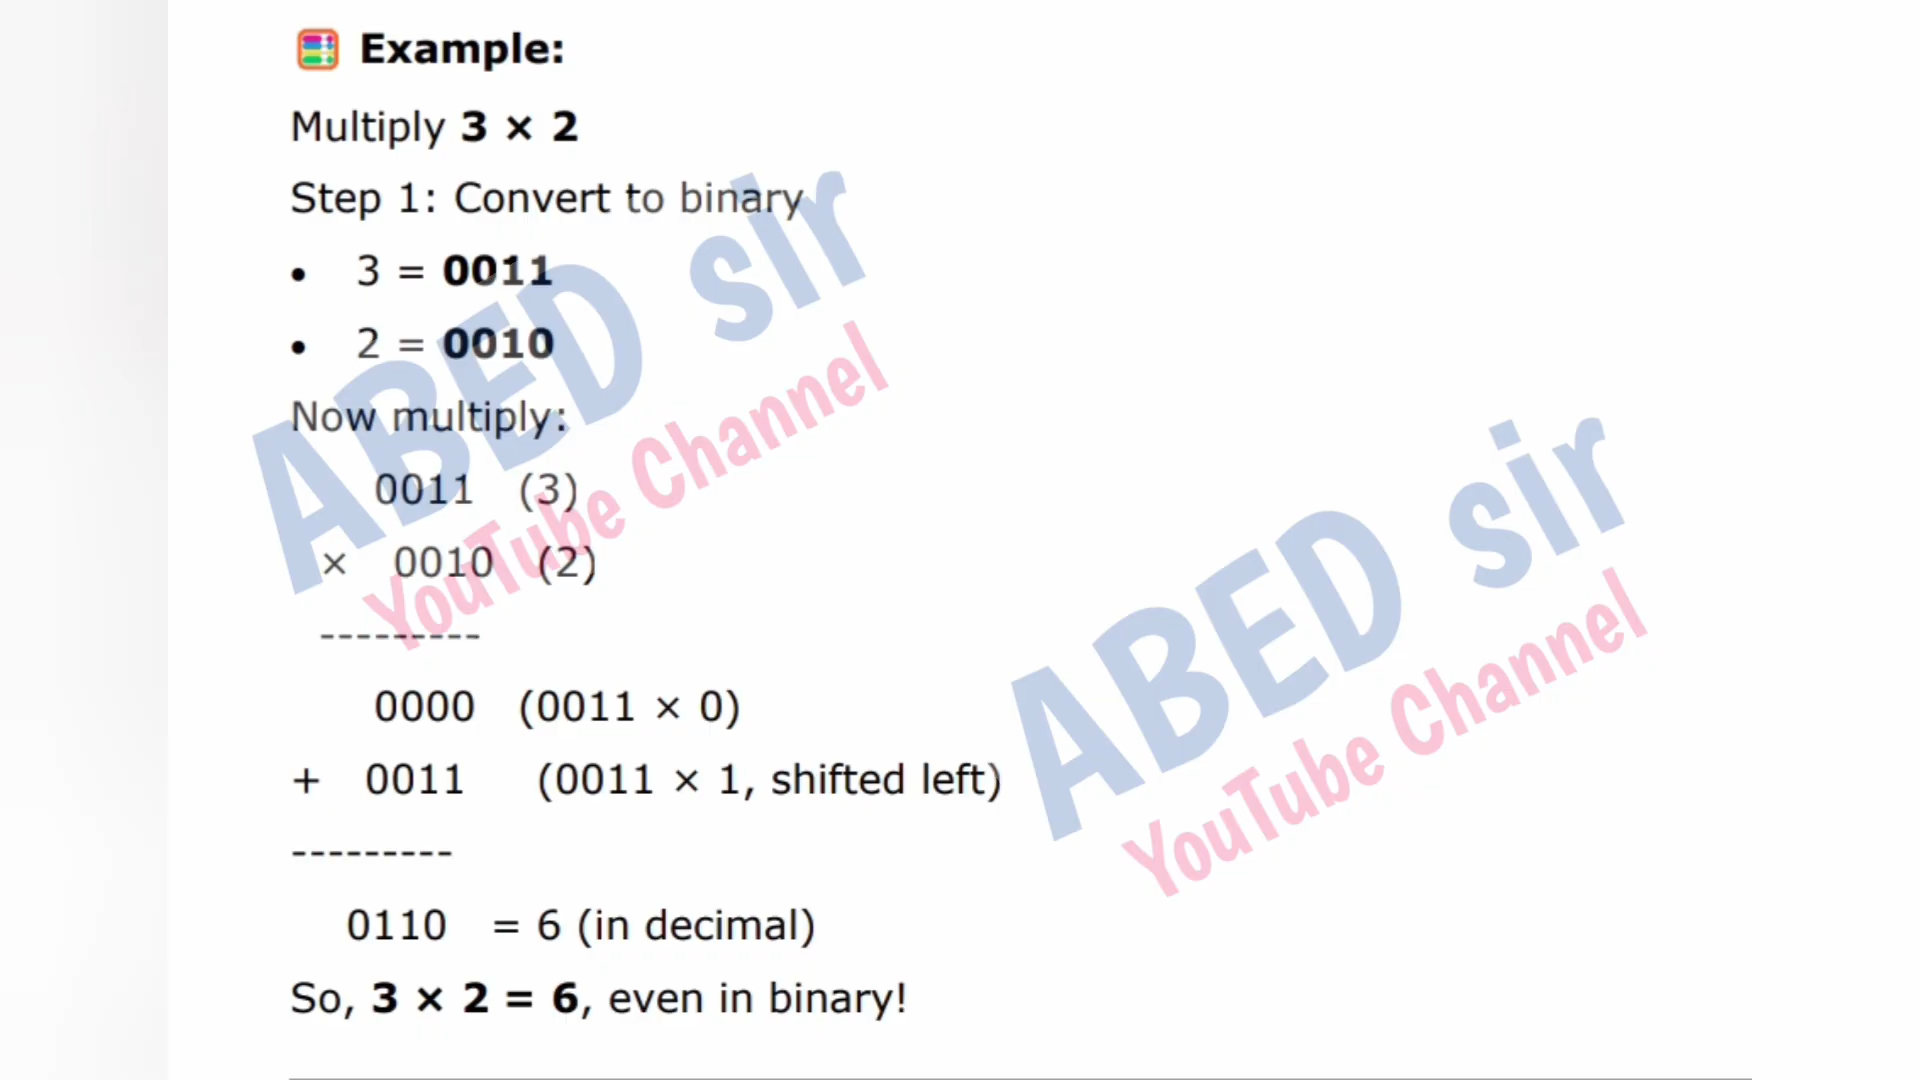 Example:
Multiply 3 × 2
Step 1: Convert to binary
• 3 = 0011
• 2 = 0010
Now multiply:
0011 (3)
× 0010 (2)
---------
0000 (0011 × 0)
+ 0011 (0011 × 1, shifted left)
---------
0110 = 6 (in decimal)
So, 3 × 2 = 6, even in binary!
ABED sir
YouTube Channel
ABED sir
YouTube Channel